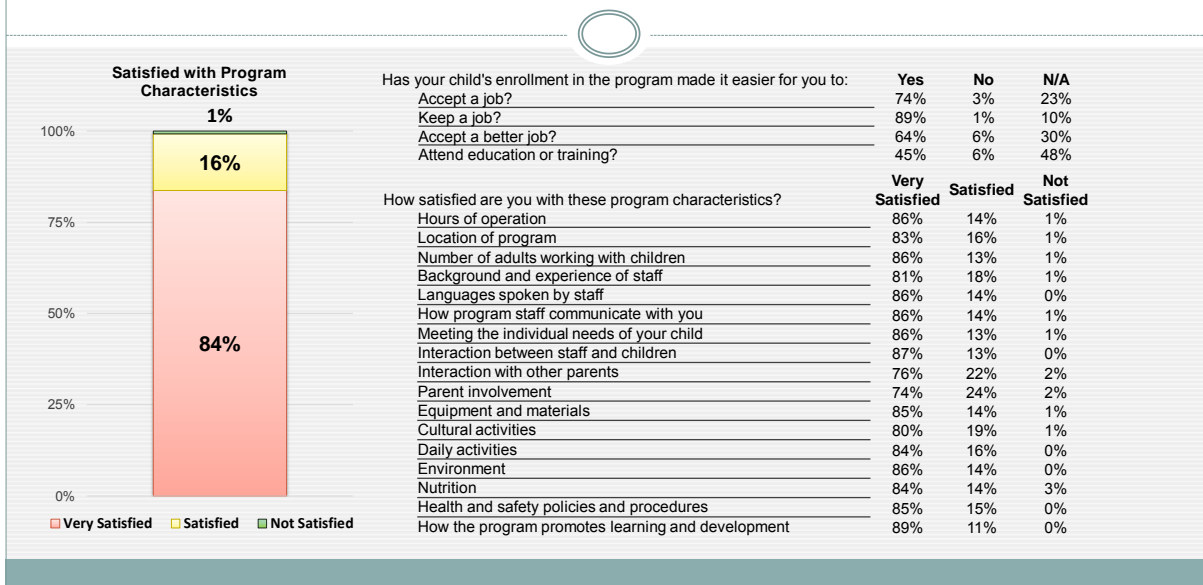 Satisfied with Program
Characteristics
1%
100%
16%
75%
50%
84%
25%
0%
Very Satisfied Satisfied Not Satisfied
Has your child's enrollment in the program made it easier for you to: Yes No N/A
Accept a job? 74% 3% 23%
Keep a job? 89% 1% 10%
Accept a better job? 64% 6% 30%
Attend education or training? 45% 6% 48%
How satisfied are you with these program characteristics? Very Satisfied Satisfied Not Satisfied
Hours of operation 86% 14% 1%
Location of program 83% 16% 1%
Number of adults working with children 86% 13% 1%
Background and experience of staff 81% 18% 1%
Languages spoken by staff 86% 14% 0%
How program staff communicate with you 86% 14% 1%
Meeting the individual needs of your child 86% 13% 1%
Interaction between staff and children 87% 13% 0%
Interaction with other parents 76% 22% 2%
Parent involvement 74% 24% 2%
Equipment and materials 85% 14% 1%
Cultural activities 80% 19% 1%
Daily activities 84% 16% 0%
Environment 86% 14% 0%
Nutrition 84% 14% 3%
Health and safety policies and procedures 85% 15% 0%
How the program promotes learning and development 89% 11% 0%